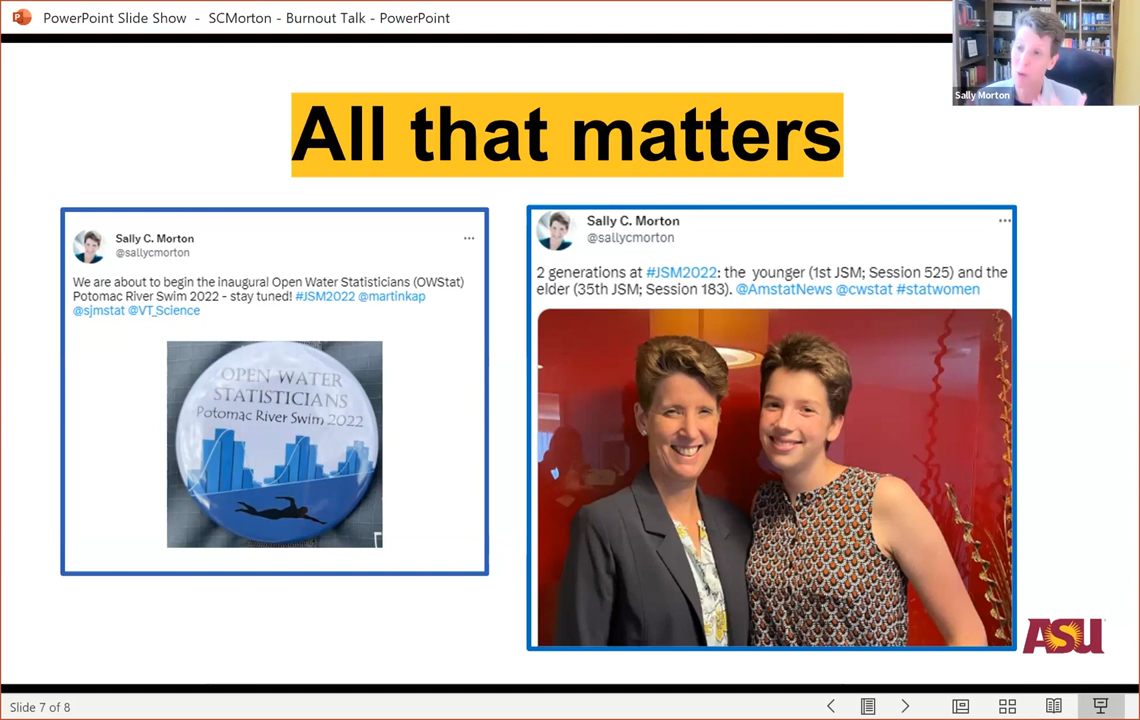 PowerPoint Slide Show - SCMorton - Burnout Talk - PowerPoint
Sally Morton
All that matters
Sally C. Morton
@sallycmorton
We are about to begin the inaugural Open Water Statisticians (OWStat)
Potomac River Swim 2022 - stay tuned! #JSM2022 @martinkap
@sjmstat @VT_Science
OPEN WATER
STATISTICIANS
Potomac River Swim 2022
Sally C. Morton
@sallycmorton
2 generations at #JSM2022: the younger (1st JSM; Session 525) and the
elder (35th JSM; Session 183). @AmstatNews @cwstat #statwomen
ASU
Slide 7 of 8